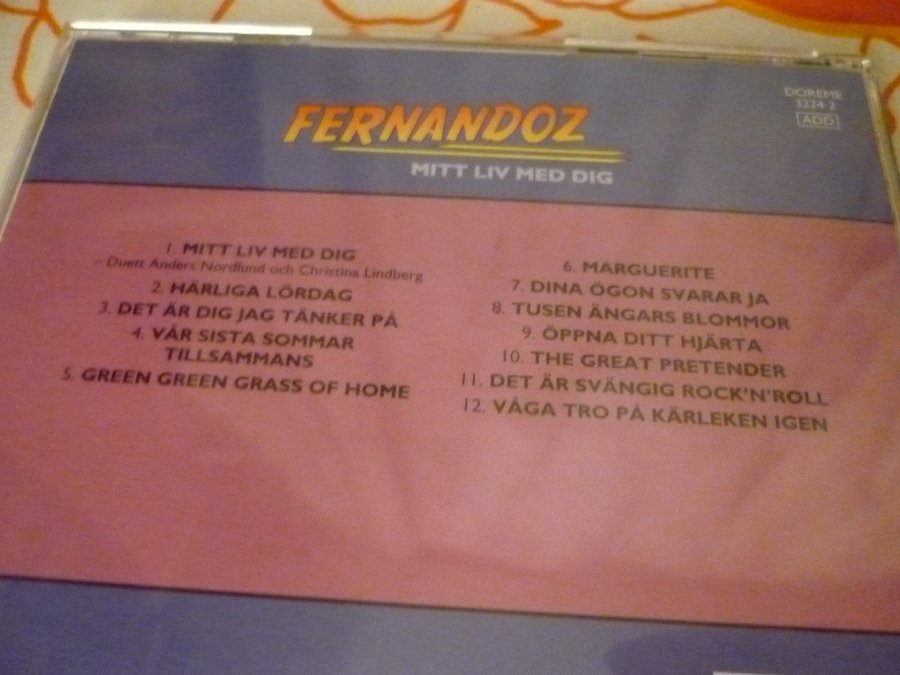 DOREME
3224 2
ADD
FERNANDOZ
MITT LIV MED DIG
1. MITT LIV MED DIG
– Duett Anders Nordlund och Christina Lindberg
2. HÄRLIGA LÖRDAG
3. DET ÄR DIG JAG TÄNKER PÅ
4. VÅR SISTA SOMMAR
TILLSAMMANS
5. GREEN GREEN GRASS OF HOME
6. MARGUERITE
7. DINA ÖGON SVARAR JA
8. TUSEN ÄNGARS BLOMMOR
9. ÖPPNA DITT HJÄRTA
10. THE GREAT PRETENDER
11. DET ÄR SVÄNGIG ROCK'N'ROLL
12. VÅGA TRO PÅ KÄRLEKEN IGEN